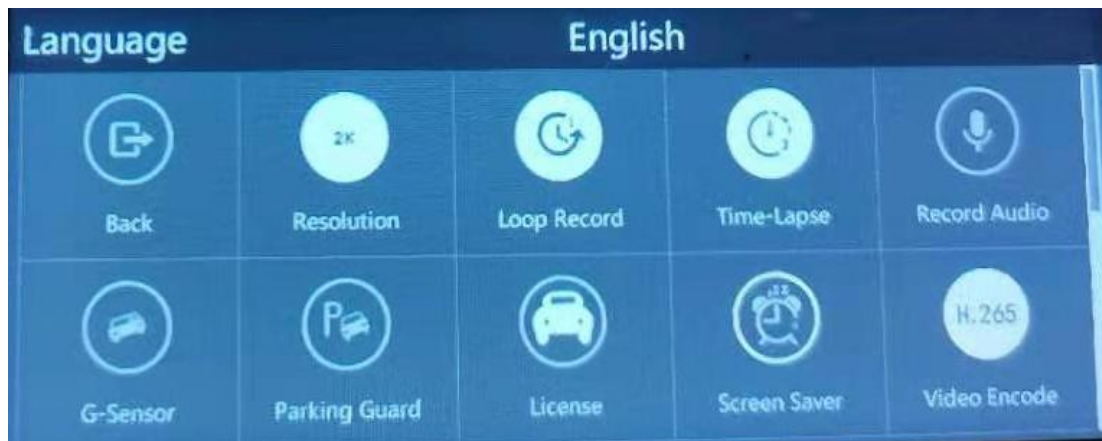 Language English
2K
Back Resolution Loop Record Time-Lapse Record Audio
P zzz H.265
G-Sensor Parking Guard License Screen Saver Video Encode